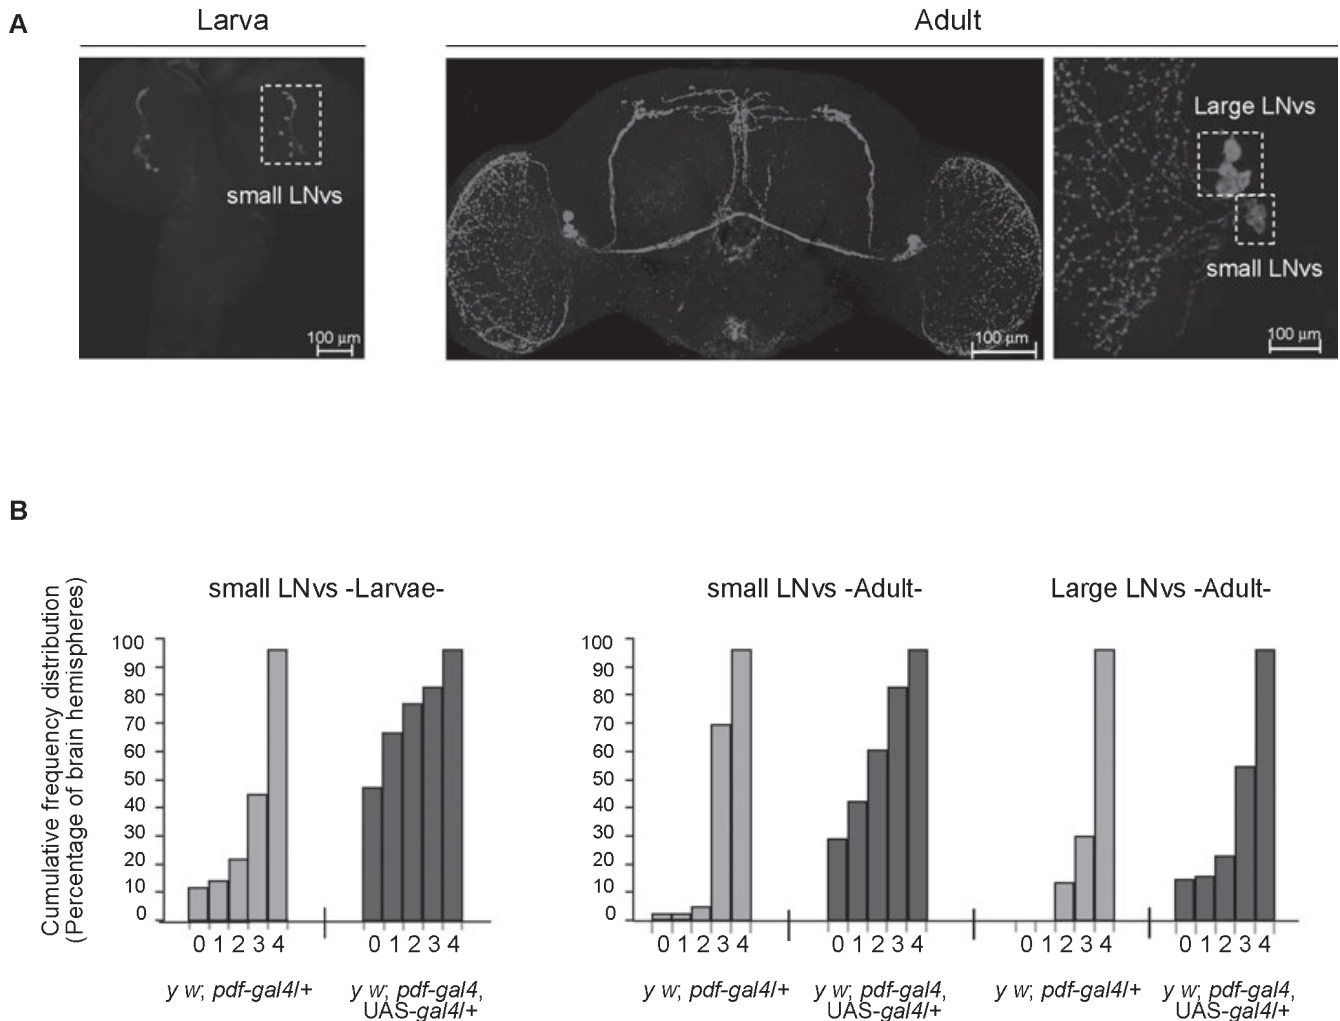 A
Larva
Adult
small LNvs
100 µm
100 µm
Large LNvs
small LNvs
100 µm
B
Cumulative frequency distribution
(Percentage of brain hemispheres)
small LNvs -Larvae-
small LNvs -Adult-
Large LNvs -Adult-
100
90
80
70
60
50
40
30
20
10
0
0 1 2 3 4
0 1 2 3 4
y w; pdf-gal4/+
y w; pdf-gal4,
UAS-gal4/+
100
90
80
70
60
50
40
30
20
10
0
0 1 2 3 4
0 1 2 3 4
0 1 2 3 4
0 1 2 3 4
y w; pdf-gal4/+
y w; pdf-gal4,
UAS-gal4/+
y w; pdf-gal4/+
y w; pdf-gal4,
UAS-gal4/+